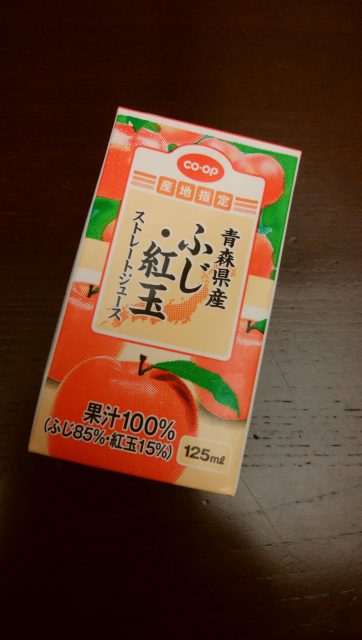 co·op
産地指定
青森県産
ふじ
・紅玉
ストレートジュース
果汁100%
(ふじ85%・紅玉15%)
125ml